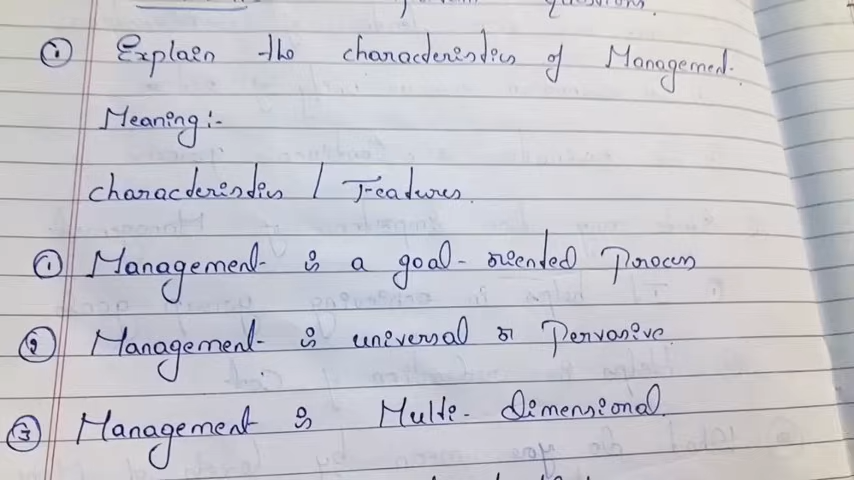 questions.
① Explain the characteristics of Management.
Meaning :-
characteristics / Features.
① Management is a goal-oriented Process
② Management is universal or Pervasive.
③ Management is Multi-dimensional.